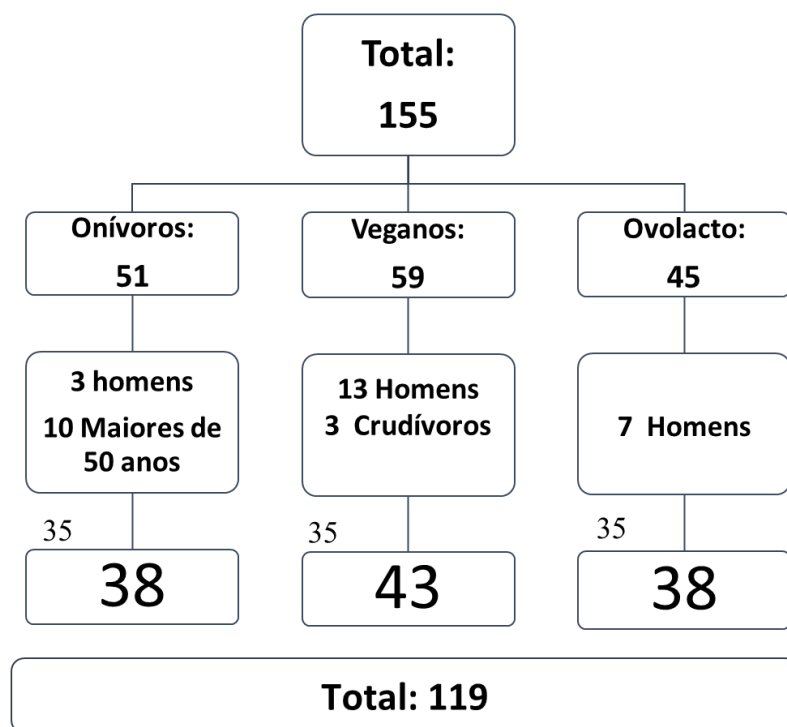 Total:
155
Onívoros:
51
Veganos:
59
Ovolacto:
45
3 homens
10 Maiores de
50 anos
13 Homens
3 Crudívoros
7 Homens
35
38
35
43
35
38
Total: 119